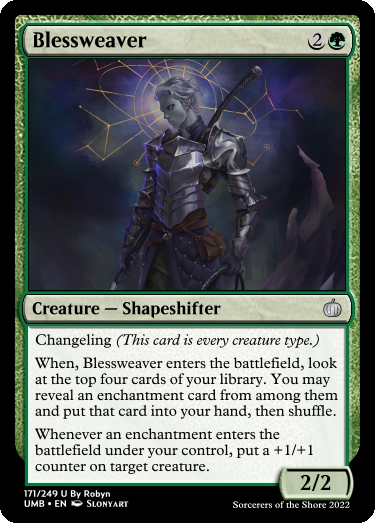 Blessweaver 2
Creature — Shapeshifter
Changeling (This card is every creature type.)
When, Blessweaver enters the battlefield, look
at the top four cards of your library. You may
reveal an enchantment card from among them
and put that card into your hand, then shuffle.
Whenever an enchantment enters the
battlefield under your control, put a +1/+1
counter on target creature.
2/2
171/249 U By Robyn
UMB • EN SLONYART
Sorcerers of the Shore 2022